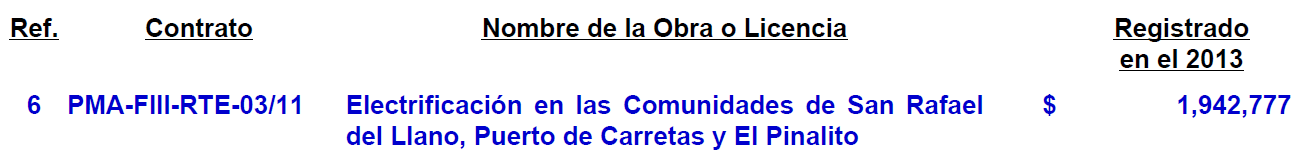 Ref. Contrato Nombre de la Obra o Licencia Registrado
en el 2013
6 PMA-FIII-RTE-03/11 Electrificación en las Comunidades de San Rafael $ 1,942,777
del Llano, Puerto de Carretas y El Pinalito